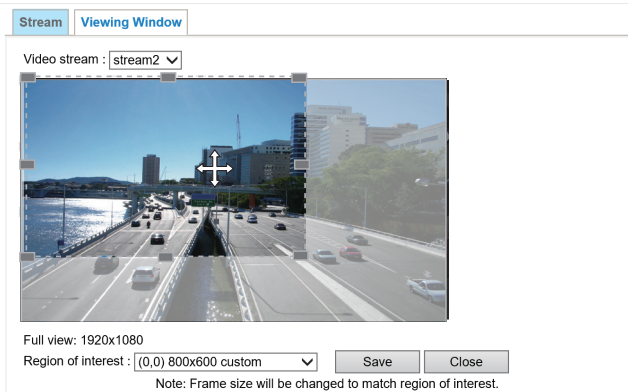 Stream Viewing Window
Video stream : stream2
Full view: 1920x1080
Region of interest : (0,0) 800x600 custom Save Close
Note: Frame size will be changed to match region of interest.